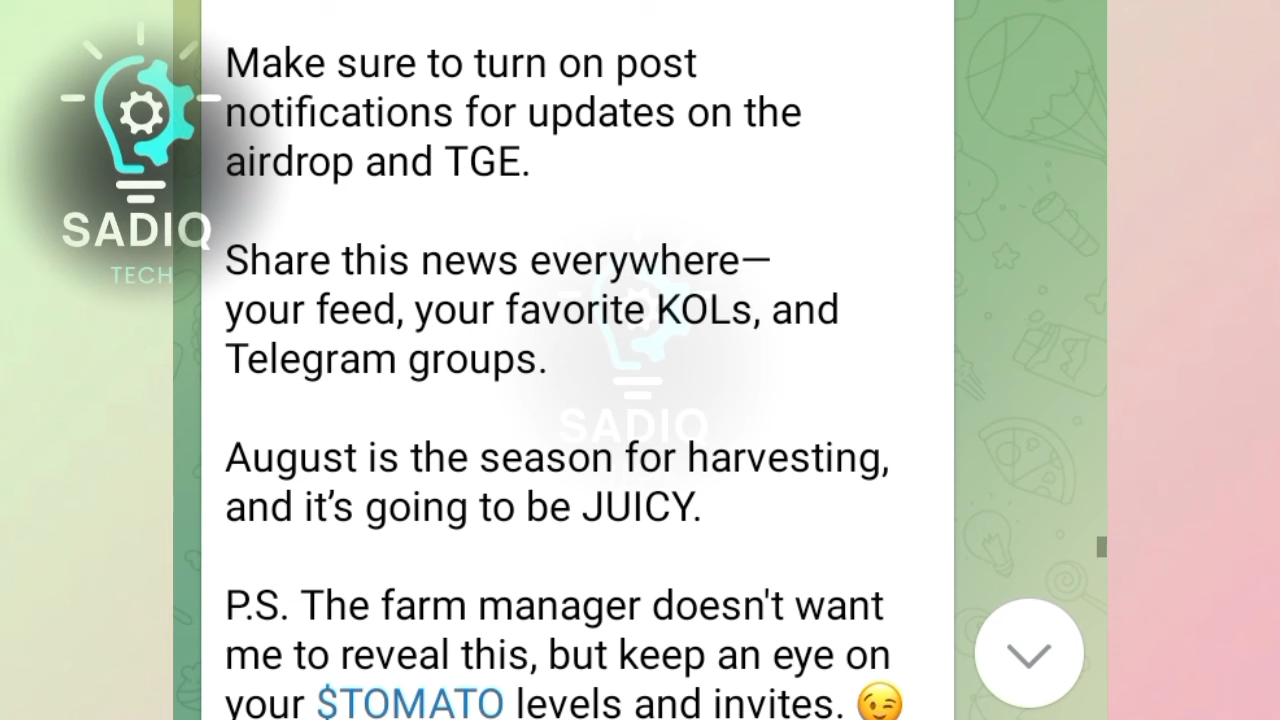 SADIQ
TECH
Make sure to turn on post
notifications for updates on the
airdrop and TGE.
Share this news everywhere—
your feed, your favorite KOLs, and
Telegram groups.
SADIQ
August is the season for harvesting,
and it’s going to be JUICY.
P.S. The farm manager doesn't want
me to reveal this, but keep an eye on
your $TOMATO levels and invites. 😉